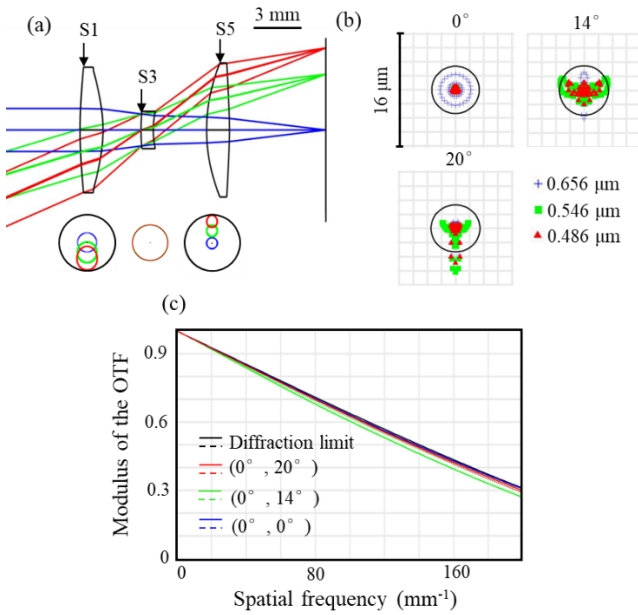 (a)
S1
S3
S5
3 mm
(b)
0°
14°
16 μm
20°
0.656 μm
0.546 μm
0.486 μm
(c)
Modulus of the OTF
0.9
0.6
0.3
0
Diffraction limit
(0°, 20°)
(0°, 14°)
(0°, 0°)
0
80
160
Spatial frequency (mm⁻¹)